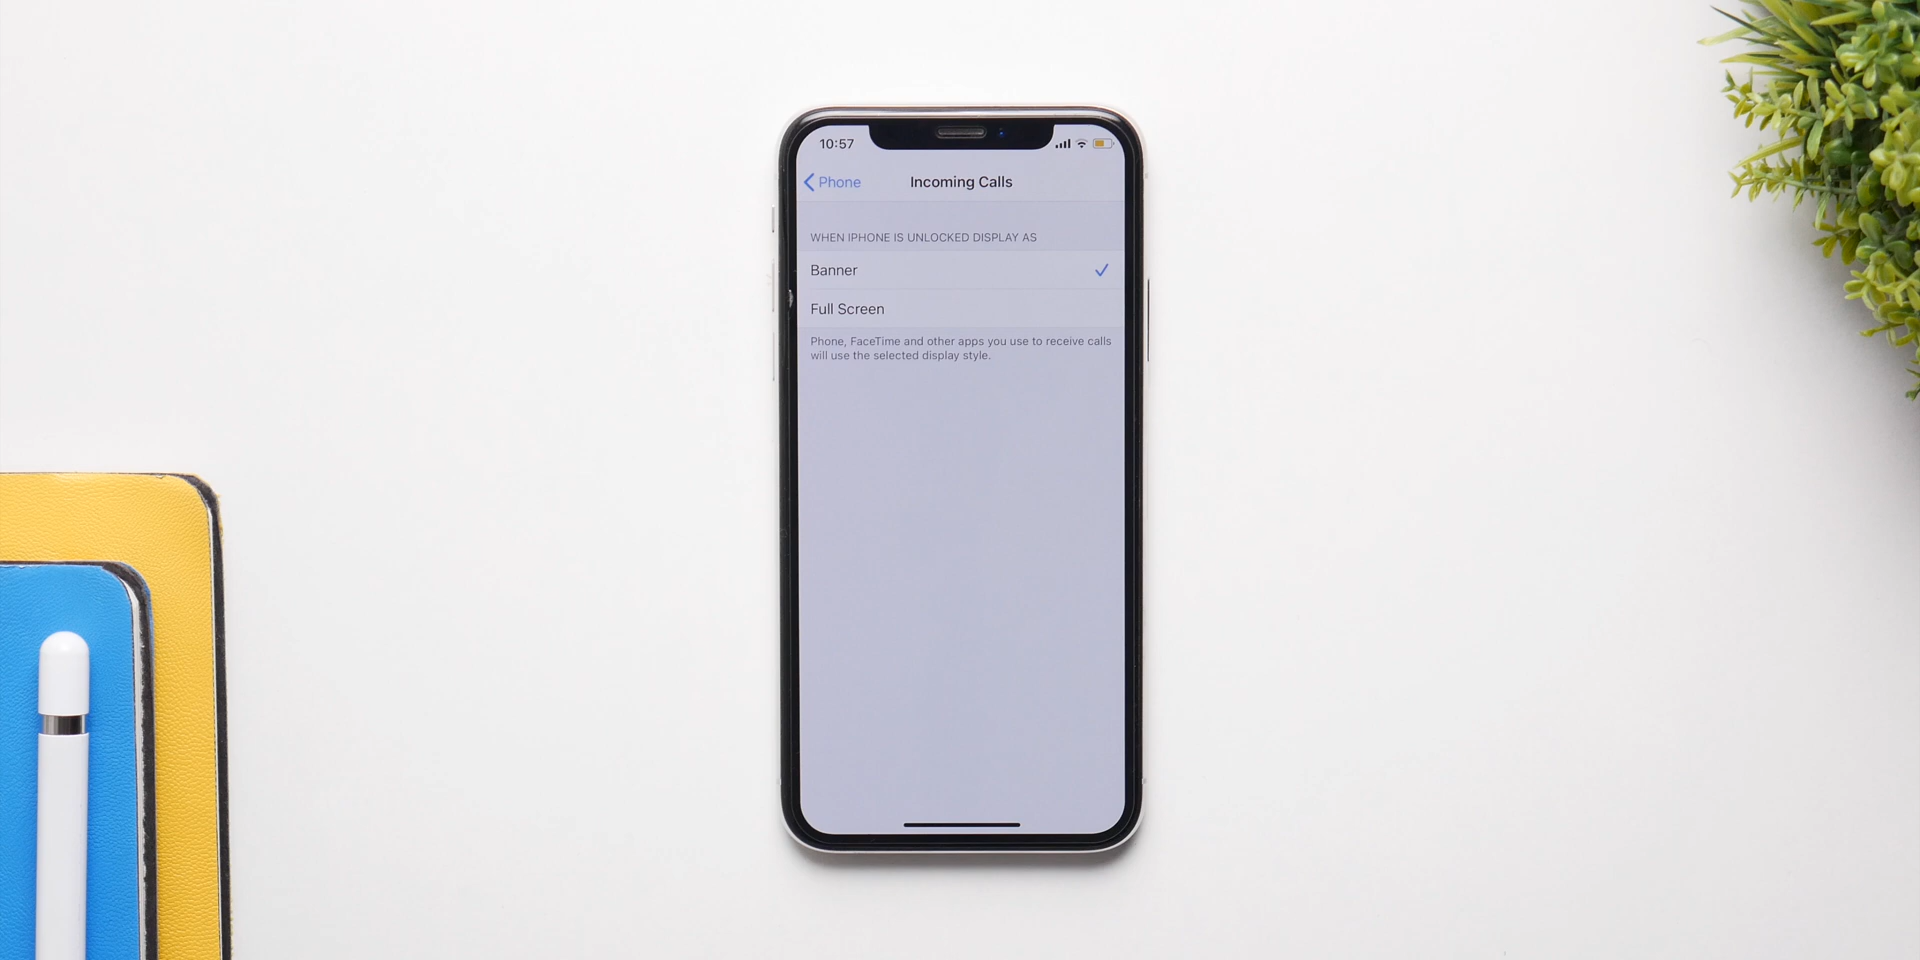 10:57
Phone
Incoming Calls
WHEN IPHONE IS UNLOCKED DISPLAY AS
Banner
Full Screen
Phone, FaceTime and other apps you use to receive calls
will use the selected display style.